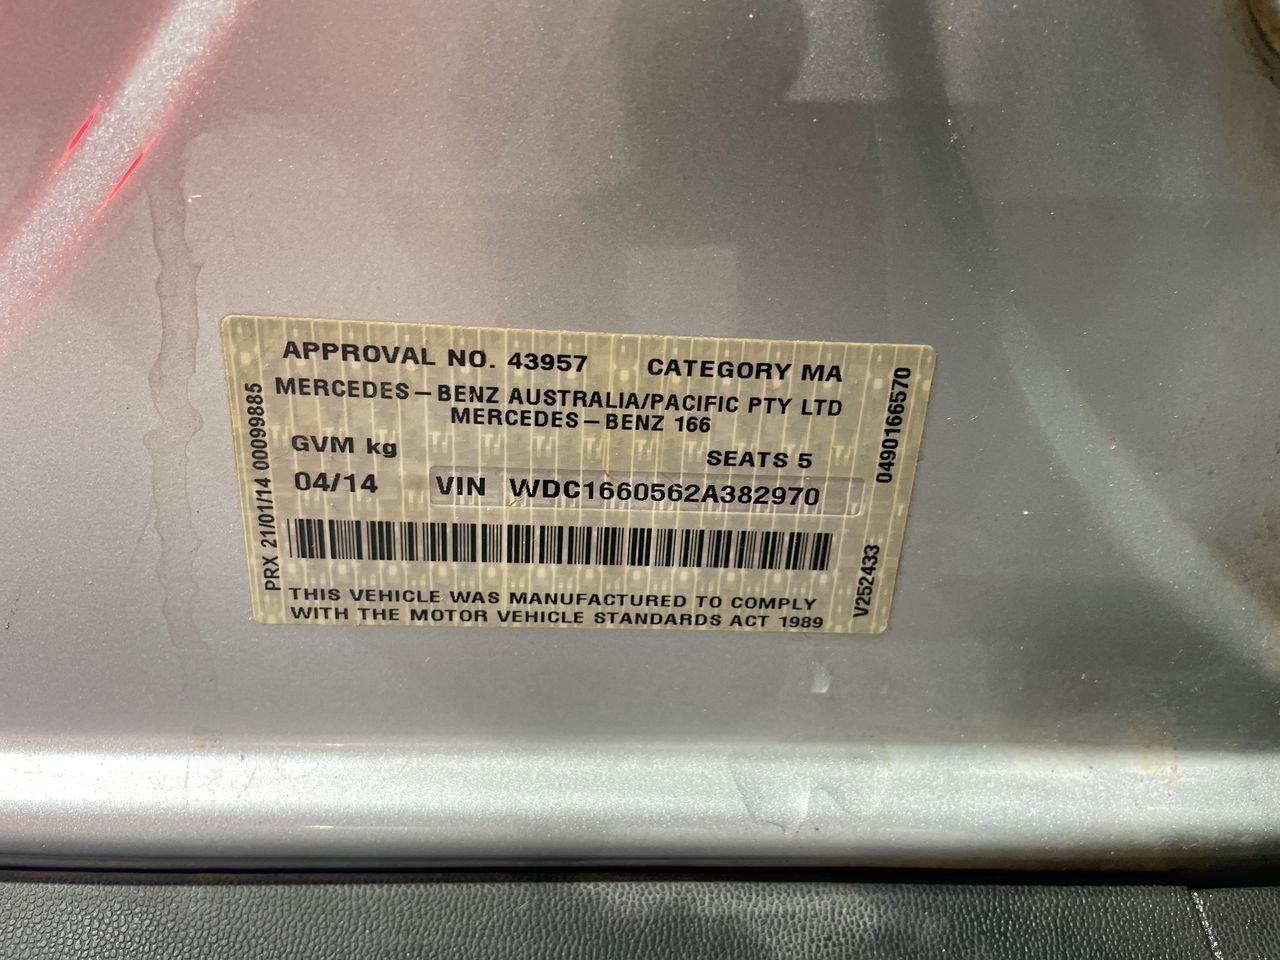 APPROVAL NO. 43957 CATEGORY MA
MERCEDES-BENZ AUSTRALIA/PACIFIC PTY LTD
MERCEDES-BENZ 166
GVM kg
SEATS 5
04/14 VIN WDC1660562A382970
THIS VEHICLE WAS MANUFACTURED TO COMPLY
WITH THE MOTOR VEHICLE STANDARDS ACT 1989
PRX 21/01/14 00099885
0490166570
V252433